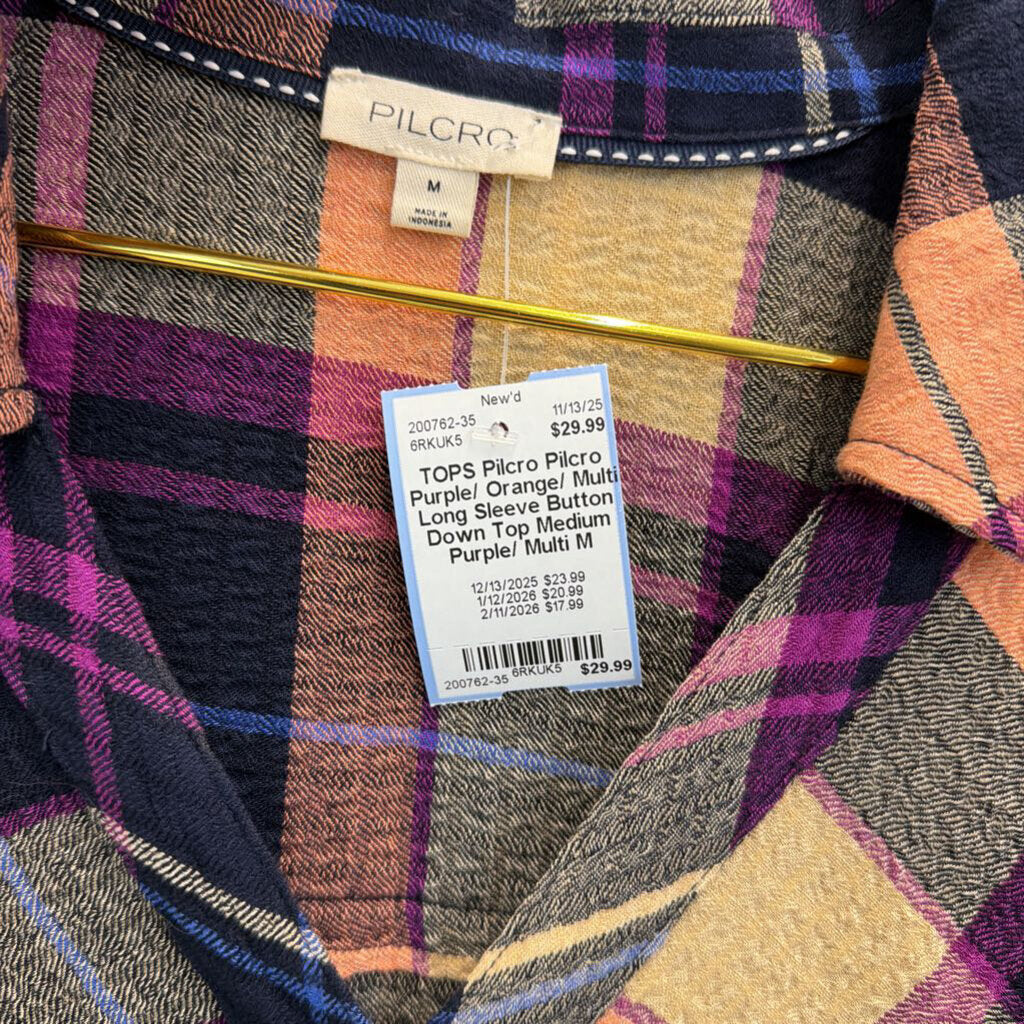 PILCRO
M
MADE IN
INDONESIA
New'd
200762-35 11/13/25
6RKUK5 $29.99
TOPS Pilcro Pilcro
Purple/ Orange/ Multi
Long Sleeve Button
Down Top Medium
Purple/ Multi M
12/13/2025 $23.99
1/12/2026 $20.99
2/11/2026 $17.99
200762-35 6RKUK5 $29.99